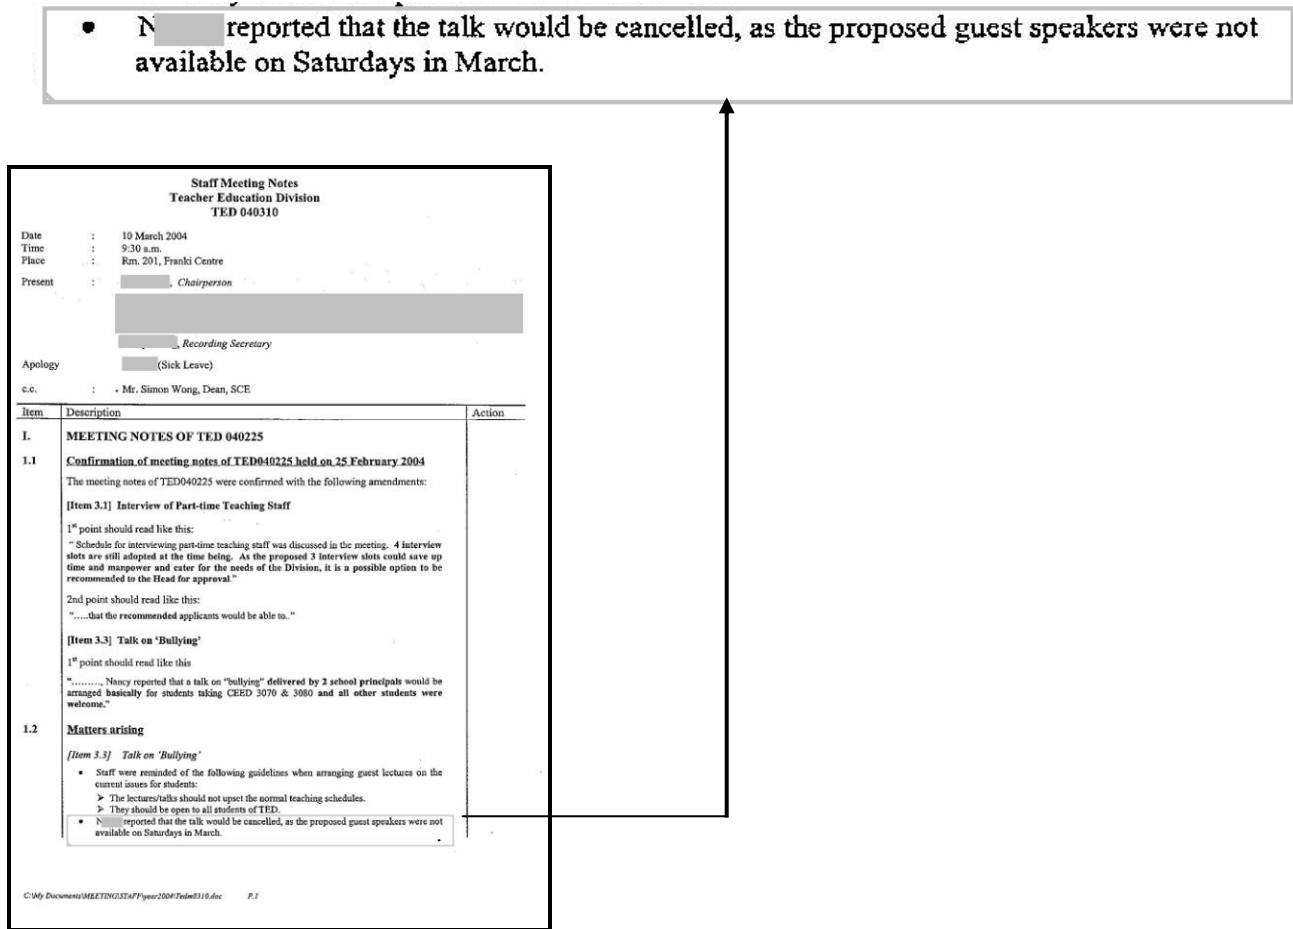 • N reported that the talk would be cancelled, as the proposed guest speakers were not
available on Saturdays in March.
Staff Meeting Notes
Teacher Education Division
TED 040310
Date : 10 March 2004
Time : 9:30 a.m.
Place : Rm. 201, Franki Centre
Present : , Chairperson
, Recording Secretary
Apology (Sick Leave)
c.c. : Mr. Simon Wong, Dean, SCE
Item Description Action
I. MEETING NOTES OF TED 040225
1.1 Confirmation of meeting notes of TED040225 held on 25 February 2004
The meeting notes of TED040225 were confirmed with the following amendments:
[Item 3.1] Interview of Part-time Teaching Staff
1st point should read like this:
" Schedule for interviewing part-time teaching staff was discussed in the meeting. 4 interview
slots are still adopted at the time being. As the proposed 3 interview slots could save up
time and manpower and cater for the needs of the Division, it is a possible option to be
recommended to the Head for approval."
2nd point should read like this:
".....that the recommended applicants would be able to.."
[Item 3.3] Talk on 'Bullying'
1st point should read like this
"………, Nancy reported that a talk on "bullying" delivered by 2 school principals would be
arranged basically for students taking CEED 3070 & 3080 and all other students were
welcome."
1.2 Matters arising
[Item 3.3] Talk on 'Bullying'
• Staff were reminded of the following guidelines when arranging guest lectures on the
current issues for students:
➢ The lectures/talks should not upset the normal teaching schedules.
➢ They should be open to all students of TED.
• N reported that the talk would be cancelled, as the proposed guest speakers were not
available on Saturdays in March.
C:\My Documents\MEETING\STAFF\year2004\Tedm0310.doc P.1